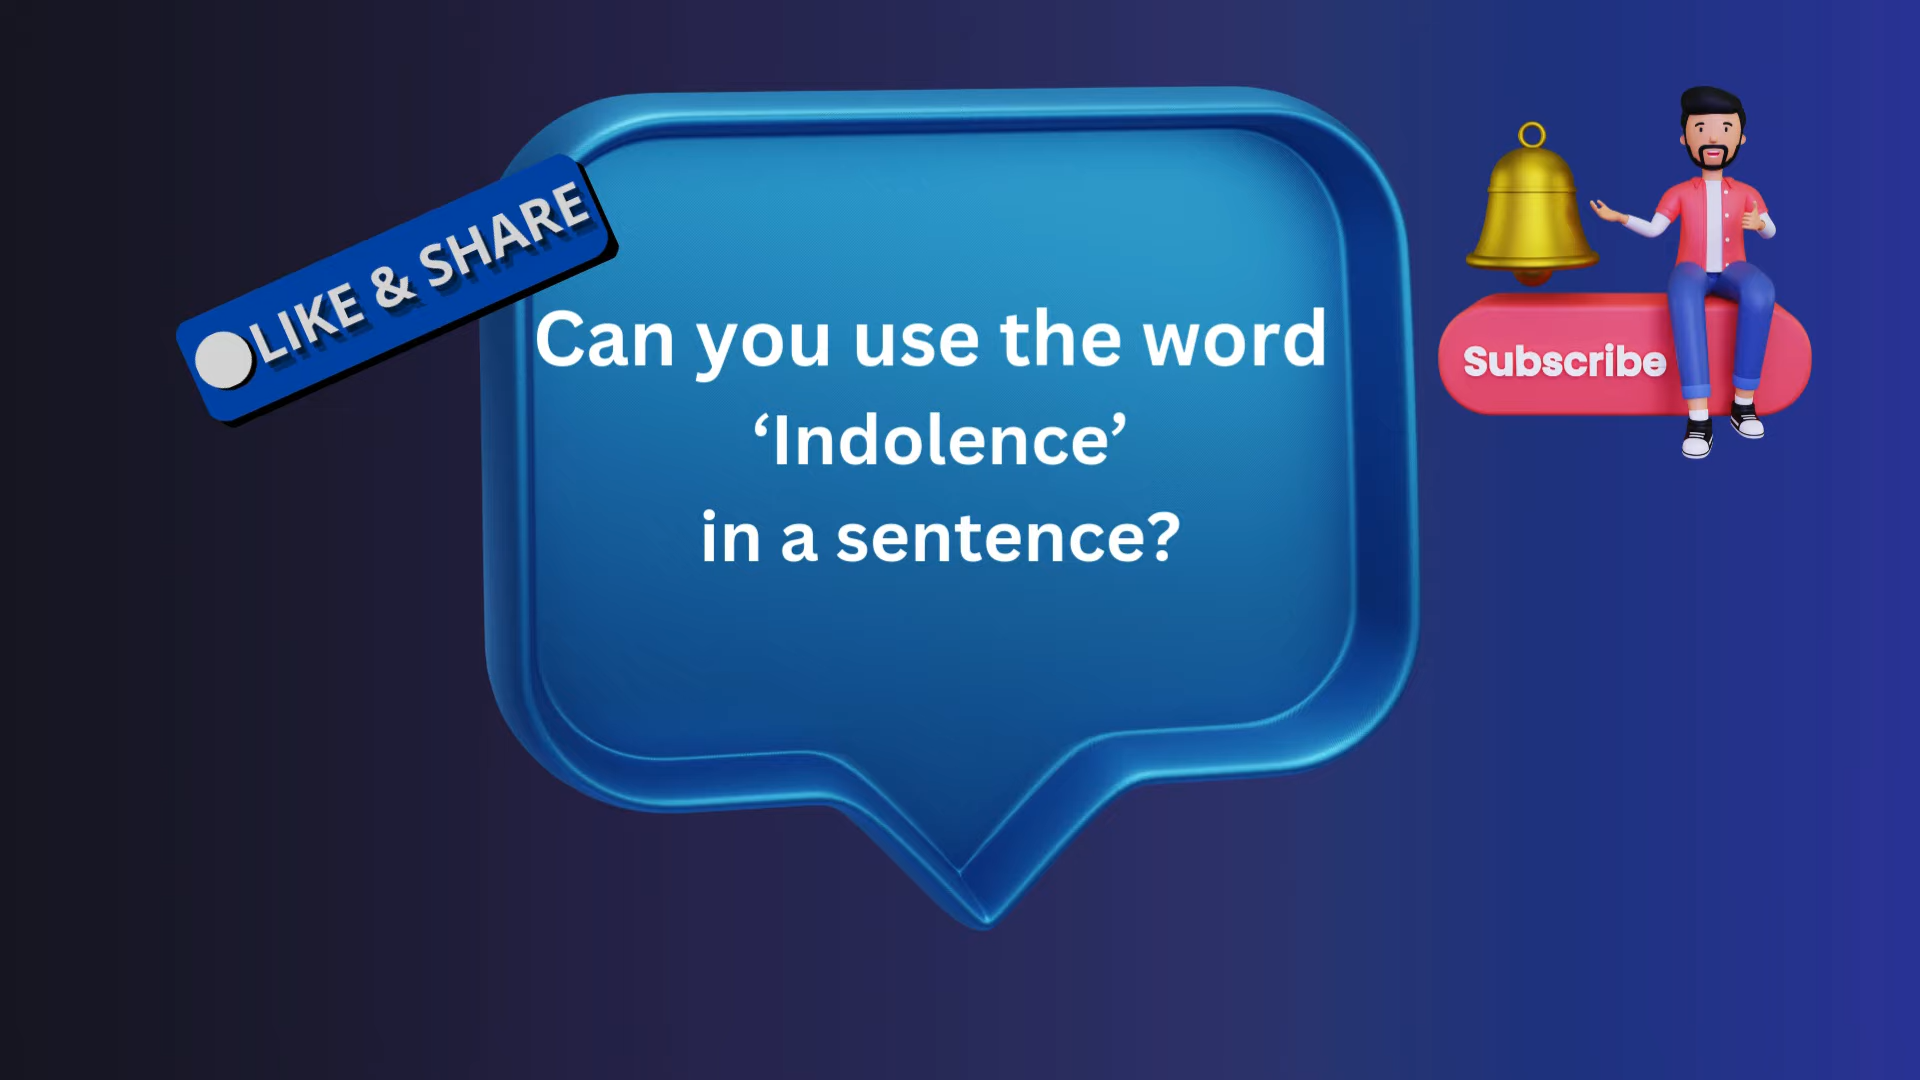 LIKE & SHARE
Can you use the word
‘Indolence’
in a sentence?
Subscribe